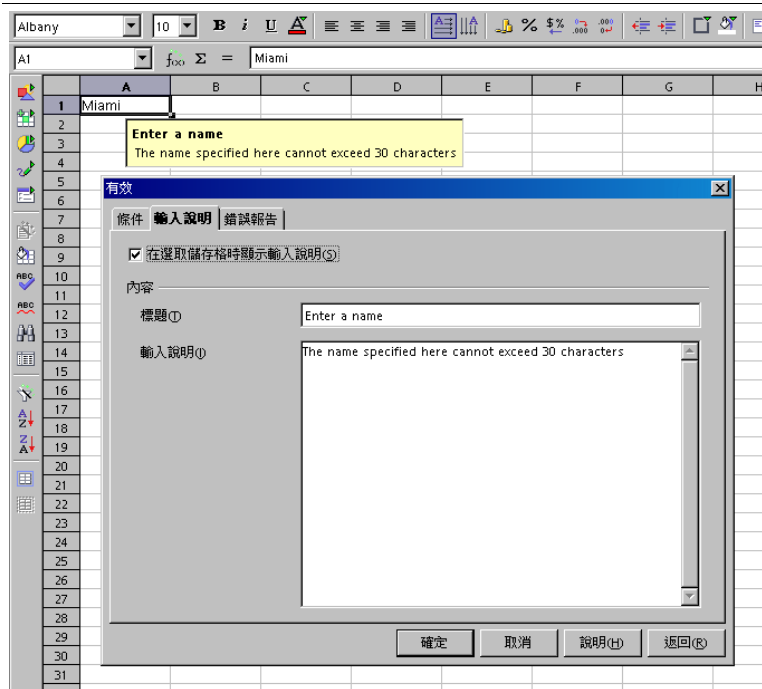 Albany 10 B i U A % $% .000 .000
A1 f(x) Σ = Miami
A B C D E F G H
1 Miami
2
Enter a name
3
The name specified here cannot exceed 30 characters
4
5
有效
6
7
條件 輸入說明 錯誤報告
8
9
在選取儲存格時顯示輸入說明(S)
10
內容
11
12
標題(T) Enter a name
13
14
輸入說明(I) The name specified here cannot exceed 30 characters
15
16
17
18
19
20
21
22
23
24
25
26
27
28
29
確定 取消 說明(H) 返回(R)
30
31
ABC
ABC
A
Z
Z
A